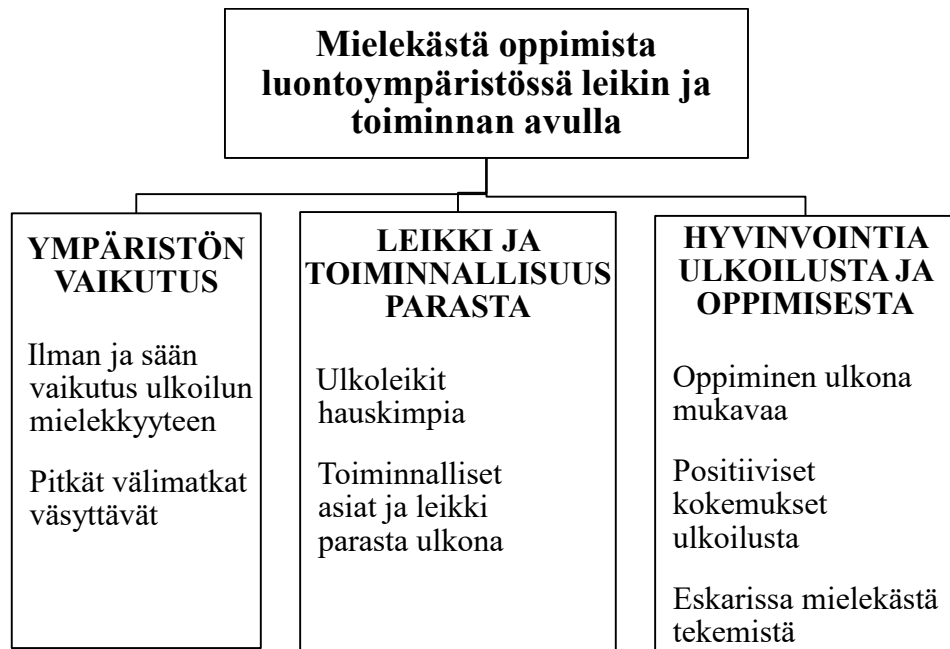 Mielekästä oppimista
luontoympäristössä leikin ja
toiminnan avulla
YMPÄRISTÖN
VAIKUTUS
Ilman ja sään
vaikutus ulkoilun
mielekkyyteen
Pitkät välimatkat
väsyttävät
LEIKKI JA
TOIMINNALLISUUS
PARASTA
Ulkoleikit
hauskimpia
Toiminnalliset
asiat ja leikki
parasta ulkona
HYVINVOINTIA
ULKOILUSTA JA
OPPIMISESTA
Oppiminen ulkona
mukavaa
Positiiviset
kokemukset
ulkoilusta
Eskarissa mielekästä
tekemistä